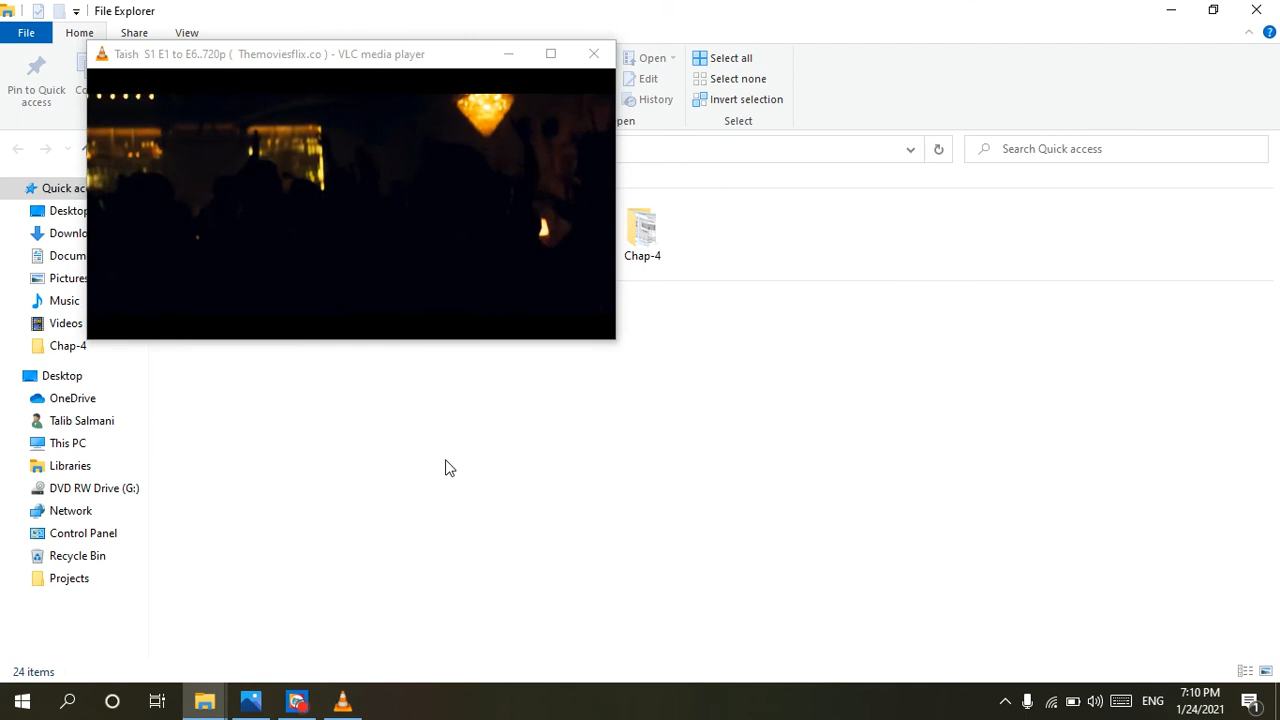 File Explorer
File
Home
Share
View
Taish S1 E1 to E6..720p ( Themoviesflix.co ) - VLC media player
Pin to Quick
access
Open
Edit
History
Select all
Select none
Invert selection
Select
Search Quick access
Desktop
Chap-4
Music
Videos
Chap-4
Desktop
OneDrive
Talib Salmani
This PC
Libraries
DVD RW Drive (G:)
Network
Control Panel
Recycle Bin
Projects
24 items
ENG
7:10 PM
1/24/2021
1